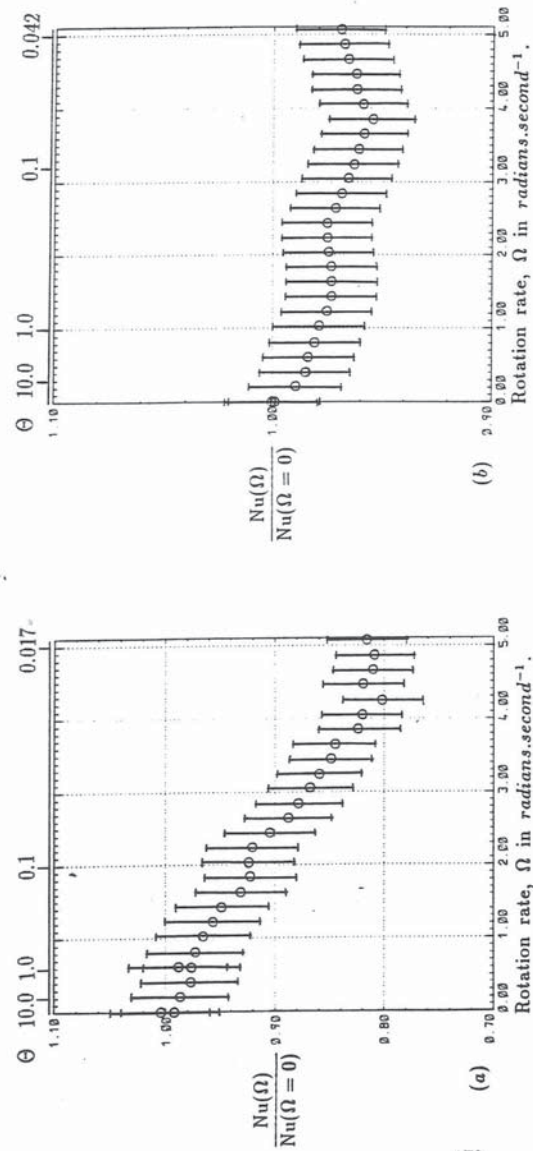 Θ 10.0 1.0 0.1 0.017
1.10
1.00
0.90
0.80
0.70
Nu(Ω)
Nu(Ω = 0)
0.00 1.00 2.00 3.00 4.00 5.00
Rotation rate, Ω in radians.second⁻¹.
(a)
Θ 10.0 1.0 0.1 0.042
1.10
1.00
0.90
Nu(Ω)
Nu(Ω = 0)
0.00 1.00 2.00 3.00 4.00 5.00
Rotation rate, Ω in radians.second⁻¹.
(b)